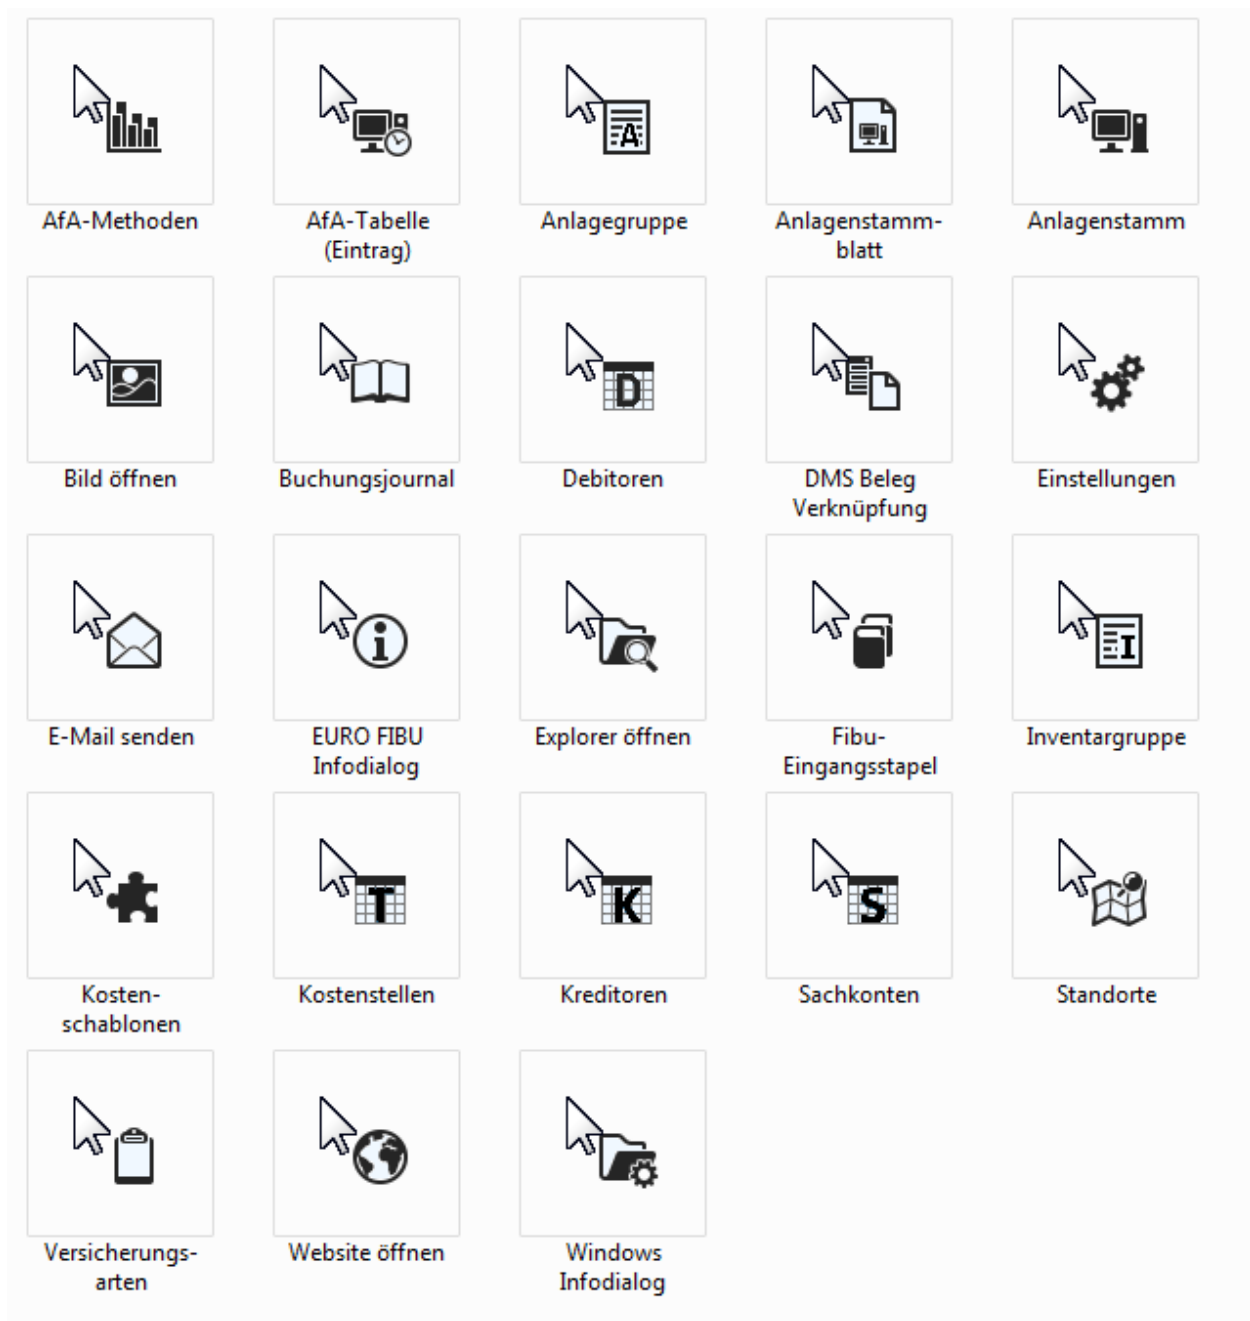 AfA-Methoden
AfA-Tabelle
(Eintrag)
Anlagegruppe
Anlagenstamm-
blatt
Anlagenstamm
Bild öffnen
Buchungsjournal
Debitoren
DMS Beleg
Verknüpfung
Einstellungen
E-Mail senden
EURO FIBU
Infodialog
Explorer öffnen
Fibu-
Eingangsstapel
Inventargruppe
Kosten-
schablonen
Kostenstellen
Kreditoren
Sachkonten
Standorte
Versicherungs-
arten
Website öffnen
Windows
Infodialog
A
D
i
I
T
K
S